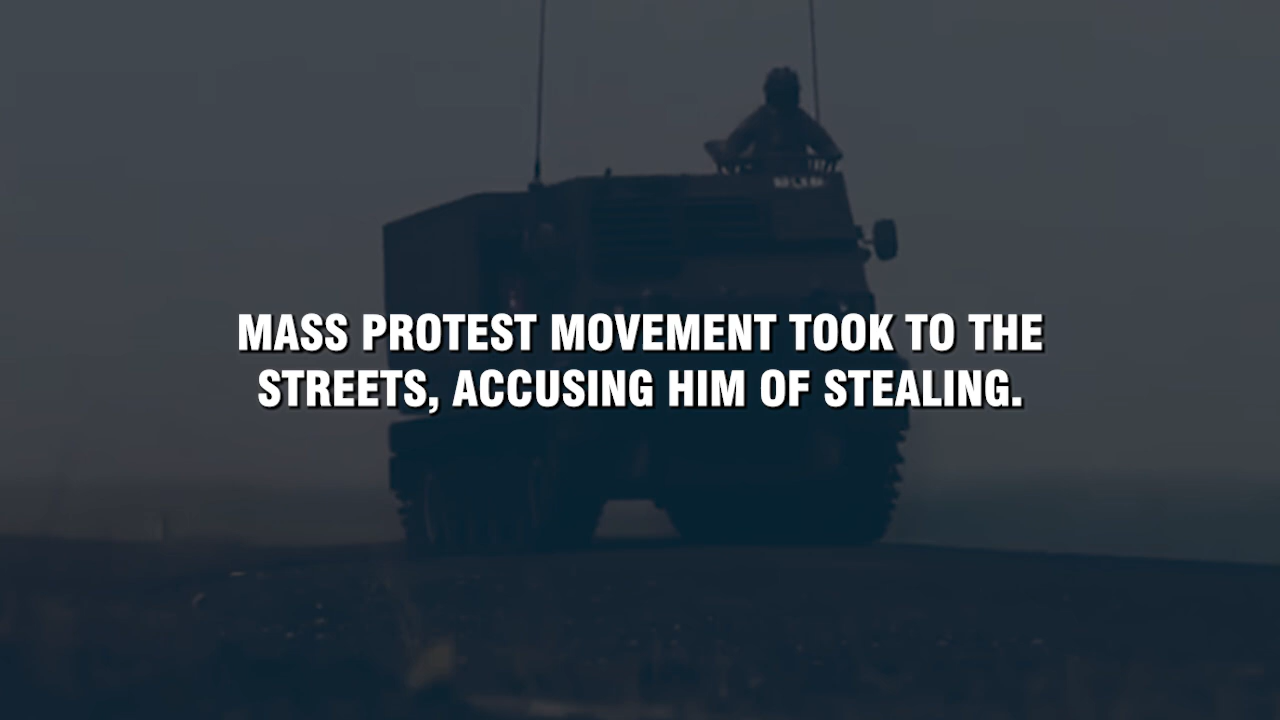 MASS PROTEST MOVEMENT TOOK TO THE
STREETS, ACCUSING HIM OF STEALING.